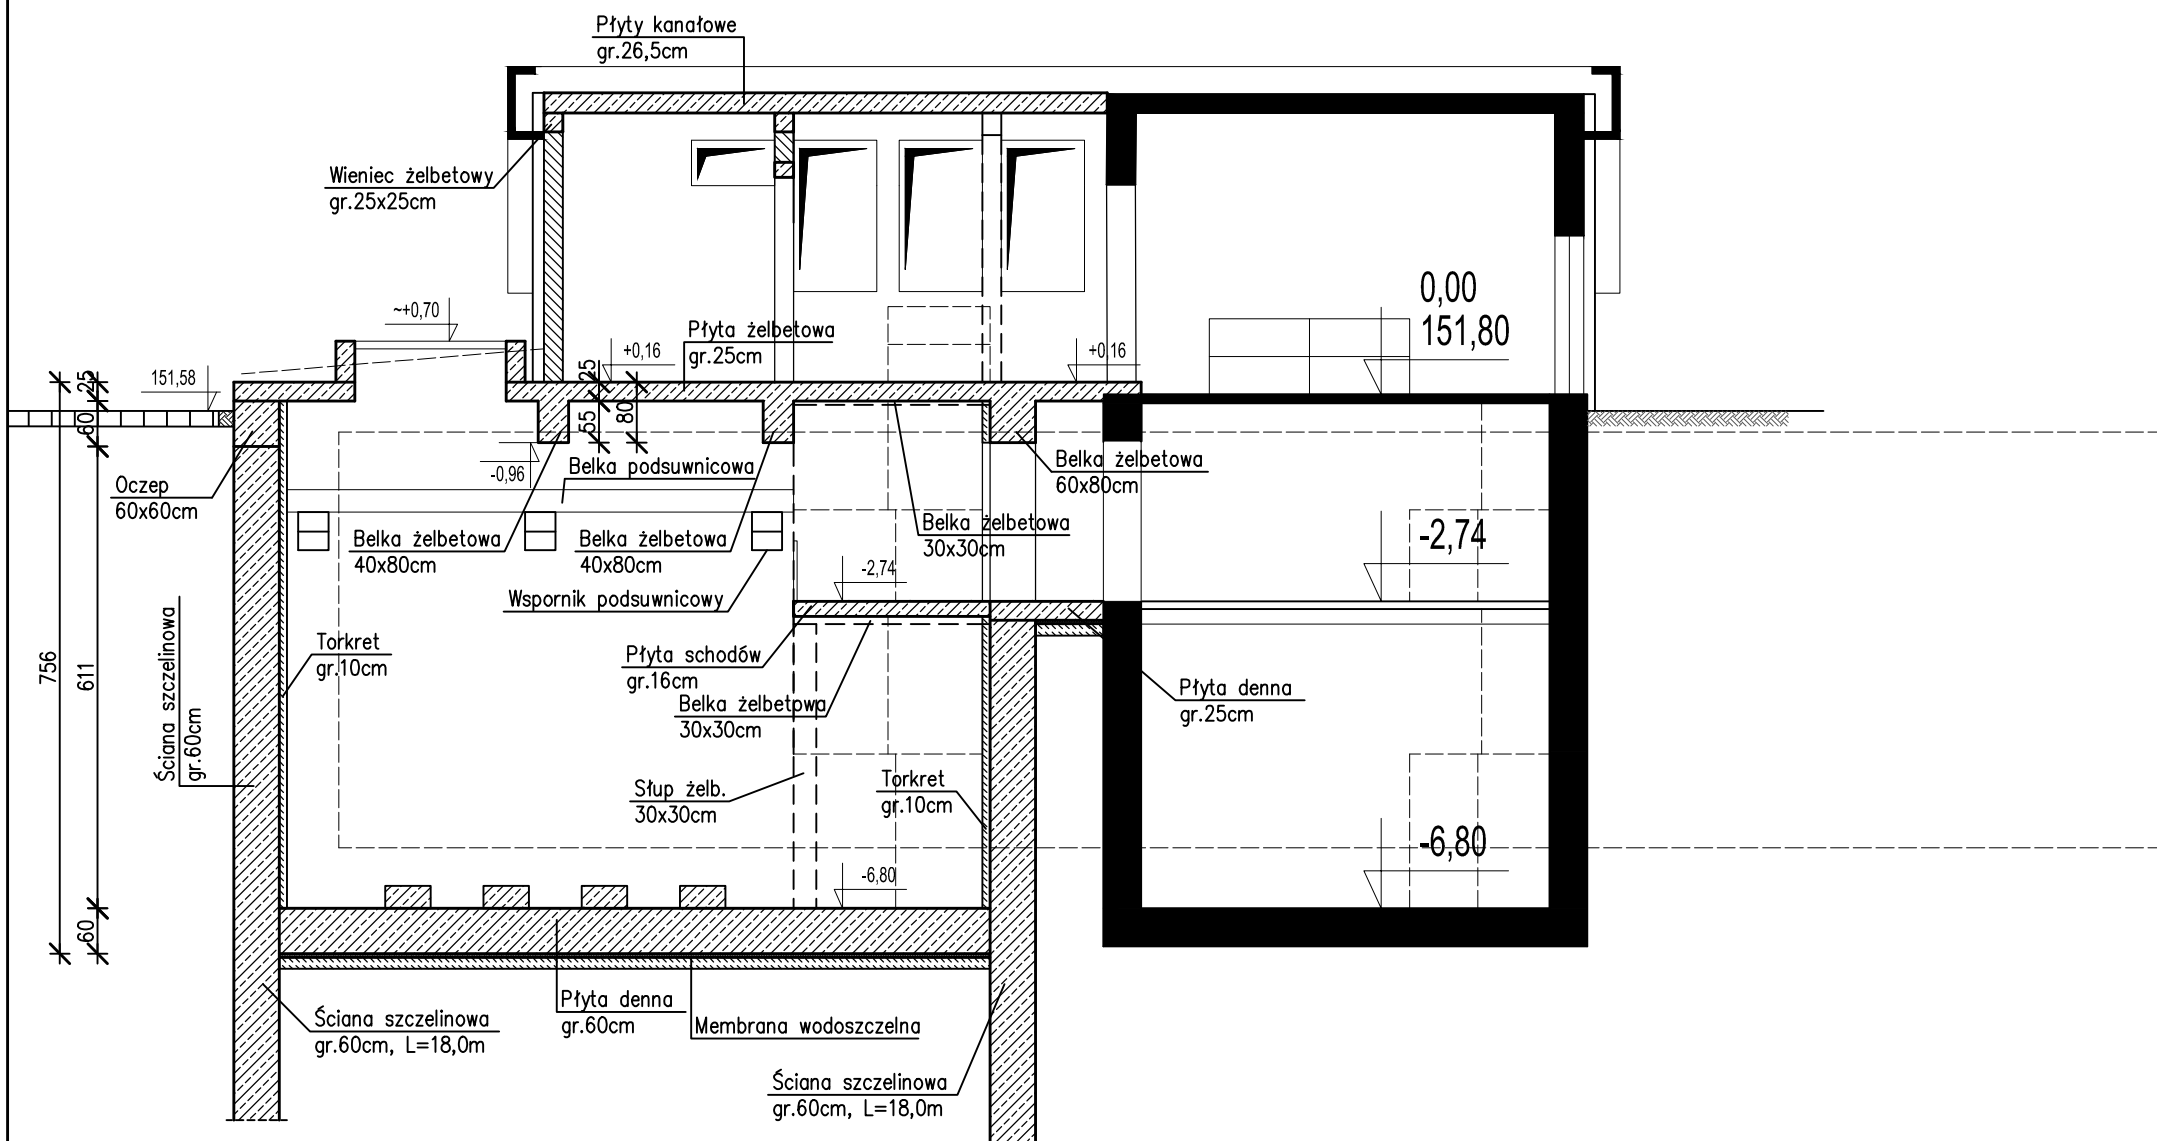 Płyty kanałowe
gr.26,5cm
Wieniec żelbetowy
gr.25x25cm
~+0,70
Płyta żelbetowa
gr.25cm
+0,16
+0,16
0,00
151,80
151,58
25
60
25
55
80
-0,96
Belka podsuwnicowa
Belka żelbetowa
60x80cm
Oczep
60x60cm
Belka żelbetowa
40x80cm
Belka żelbetowa
40x80cm
Belka żelbetowa
30x30cm
-2,74
-2,74
Wspornik podsuwnicowy
Ściana szczelinowa
gr.60cm
Torkret
gr.10cm
756
611
Płyta schodów
gr.16cm
Belka żelbetowa
30x30cm
Płyta denna
gr.25cm
Słup żelb.
30x30cm
Torkret
gr.10cm
-6,80
-6,80
60
Płyta denna
gr.60cm
Membrana wodoszczelna
Ściana szczelinowa
gr.60cm, L=18,0m
Ściana szczelinowa
gr.60cm, L=18,0m